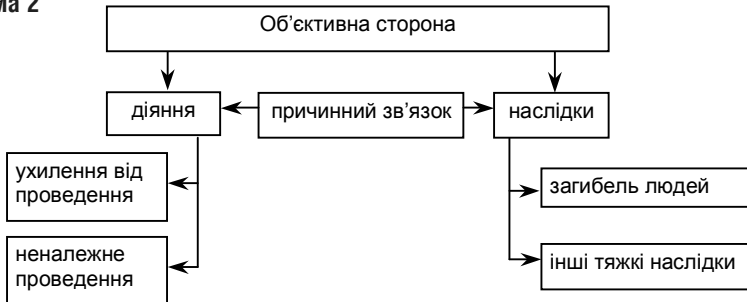 ма 2
Об’єктивна сторона
діяння
причинний зв’язок
наслідки
ухилення від
проведення
загибель людей
неналежне
проведення
інші тяжкі наслідки